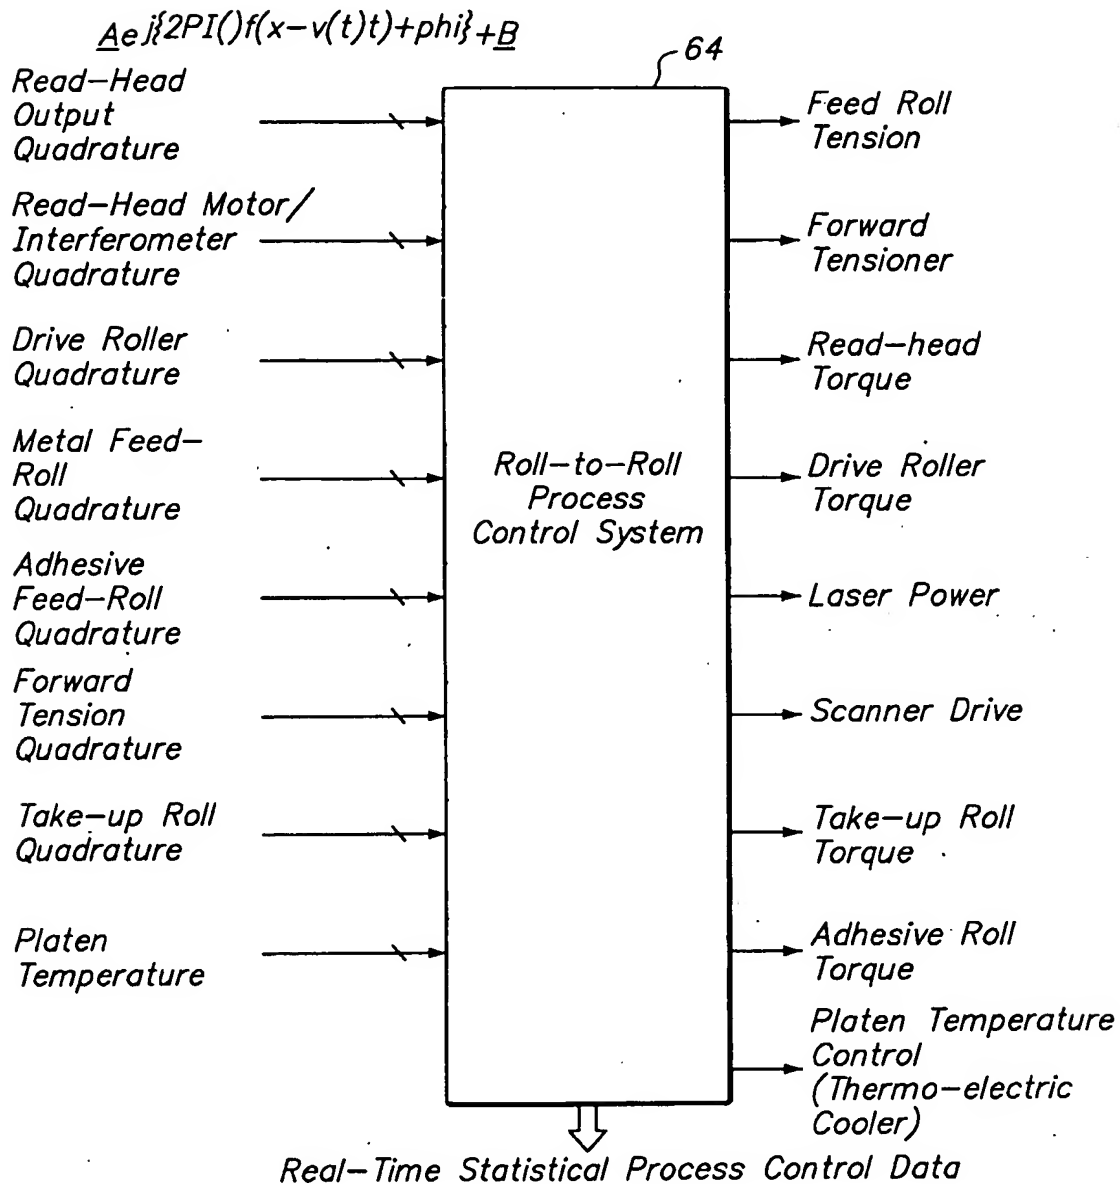 Ae j{2PI()f(x-v(t)t)+phi}+B
64
Read-Head
Output
Quadrature
Read-Head Motor/
Interferometer
Quadrature
Drive Roller
Quadrature
Metal Feed-
Roll
Quadrature
Adhesive
Feed-Roll
Quadrature
Forward
Tension
Quadrature
Take-up Roll
Quadrature
Platen
Temperature
Roll-to-Roll
Process
Control System
Feed Roll
Tension
Forward
Tensioner
Read-head
Torque
Drive Roller
Torque
Laser Power
Scanner Drive
Take-up Roll
Torque
Adhesive Roll
Torque
Platen Temperature
Control
(Thermo-electric
Cooler)
Real-Time Statistical Process Control Data